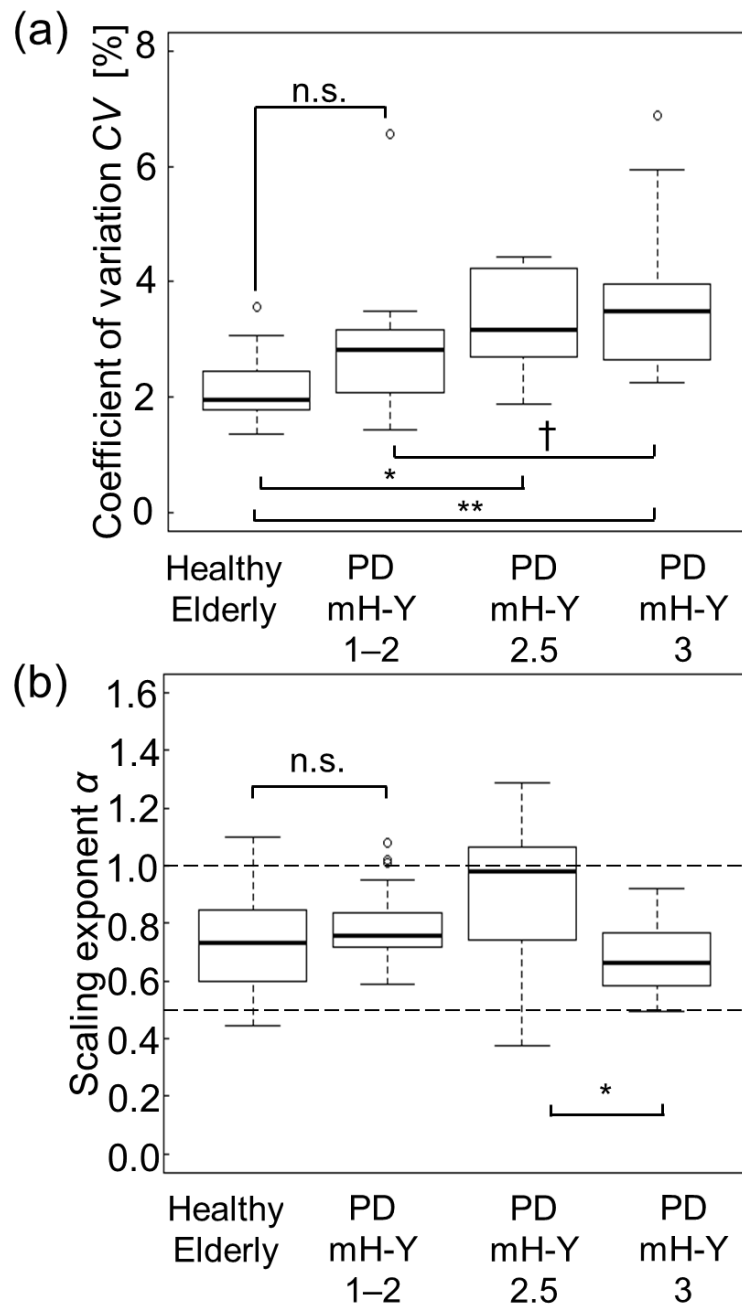 (a)
Coefficient of variation CV [%]
8
6
4
2
0
n.s.
†
*
**
Healthy PD PD PD
Elderly mH-Y mH-Y mH-Y
1–2 2.5 3
(b)
Scaling exponent α
1.6
1.4
1.2
1.0
0.8
0.6
0.4
0.2
0.0
n.s.
*
Healthy PD PD PD
Elderly mH-Y mH-Y mH-Y
1–2 2.5 3